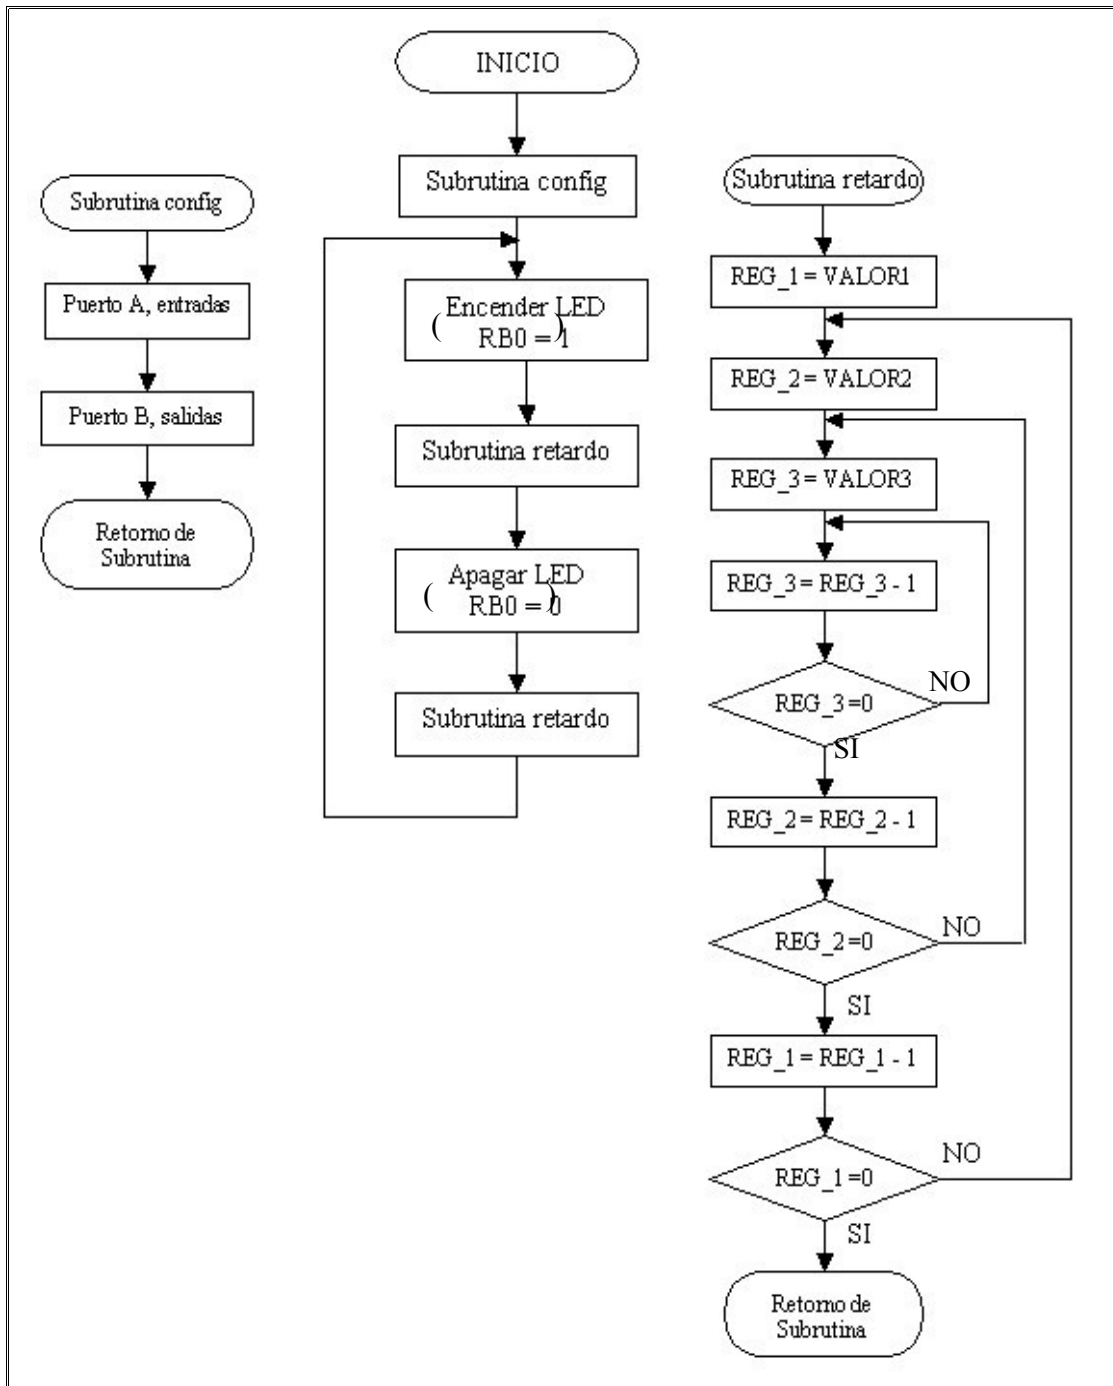 INICIO
Subrutina config
Encender LED
( RB0 = 1 )
Subrutina retardo
Apagar LED
( RB0 = 0 )
Subrutina retardo
Subrutina config
Puerto A, entradas
Puerto B, salidas
Retorno de
Subrutina
Subrutina retardo
REG_1 = VALOR1
REG_2 = VALOR2
REG_3 = VALOR3
REG_3 = REG_3 - 1
REG_3=0
NO
SI
REG_2 = REG_2 - 1
REG_2=0
NO
SI
REG_1 = REG_1 - 1
REG_1=0
NO
SI
Retorno de
Subrutina